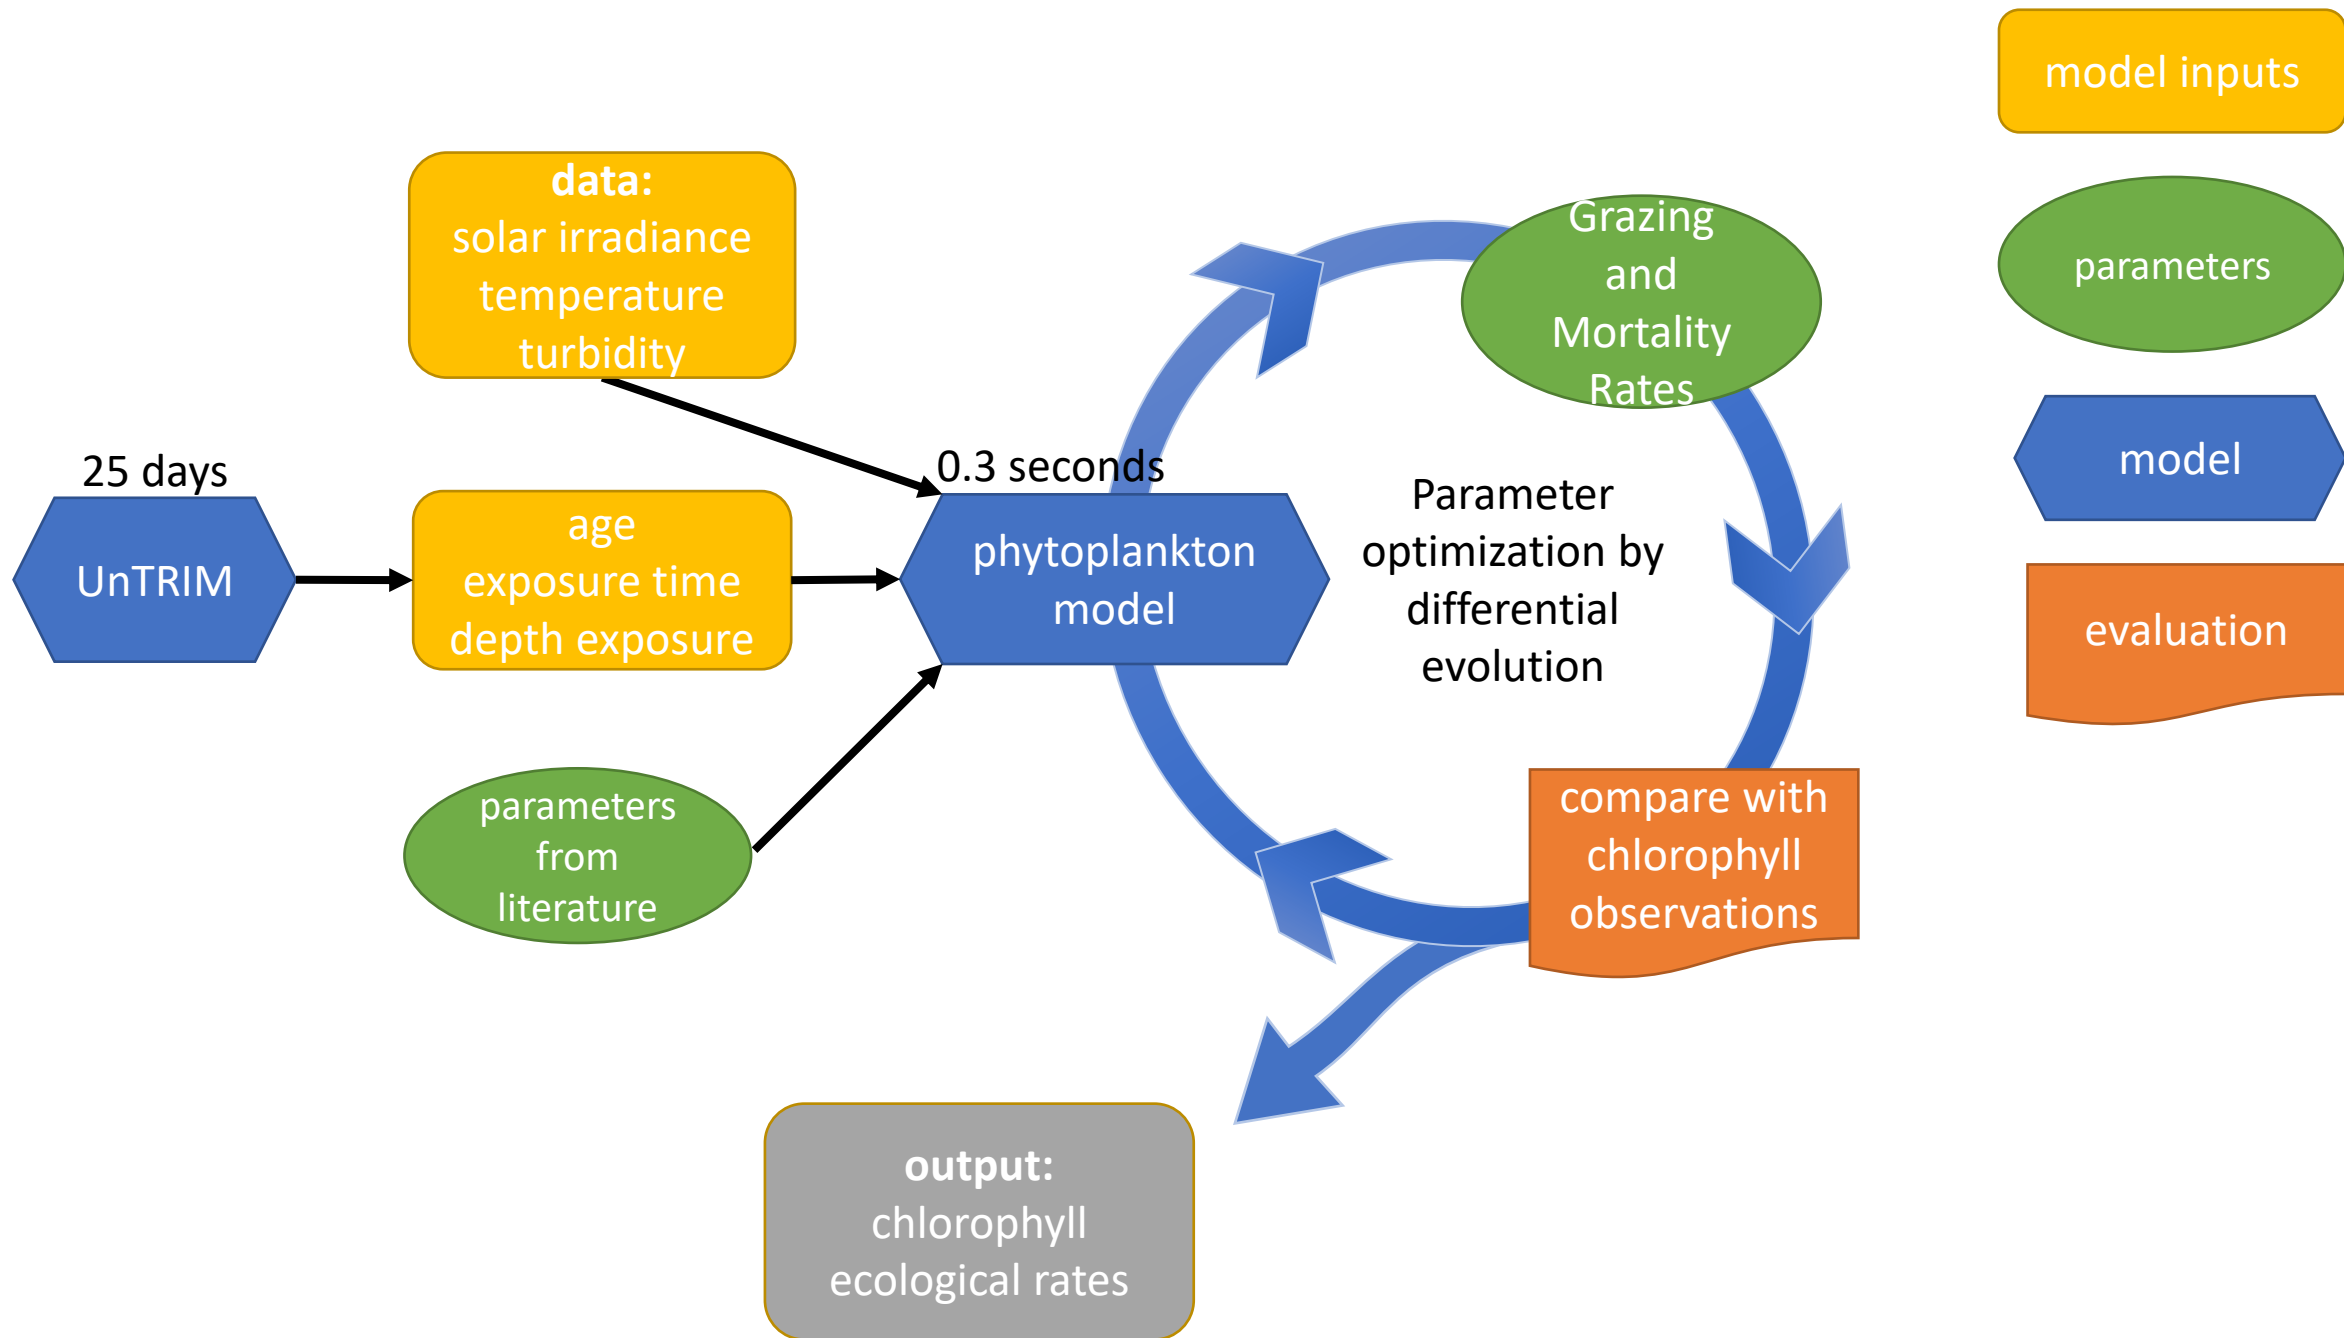 data:
solar irradiance
temperature
turbidity
25 days
UnTRIM
age
exposure time
depth exposure
parameters
from
literature
0.3 seconds
phytoplankton
model
Grazing
and
Mortality
Rates
Parameter
optimization by
differential
evolution
compare with
chlorophyll
observations
output:
chlorophyll
ecological rates
model inputs
parameters
model
evaluation